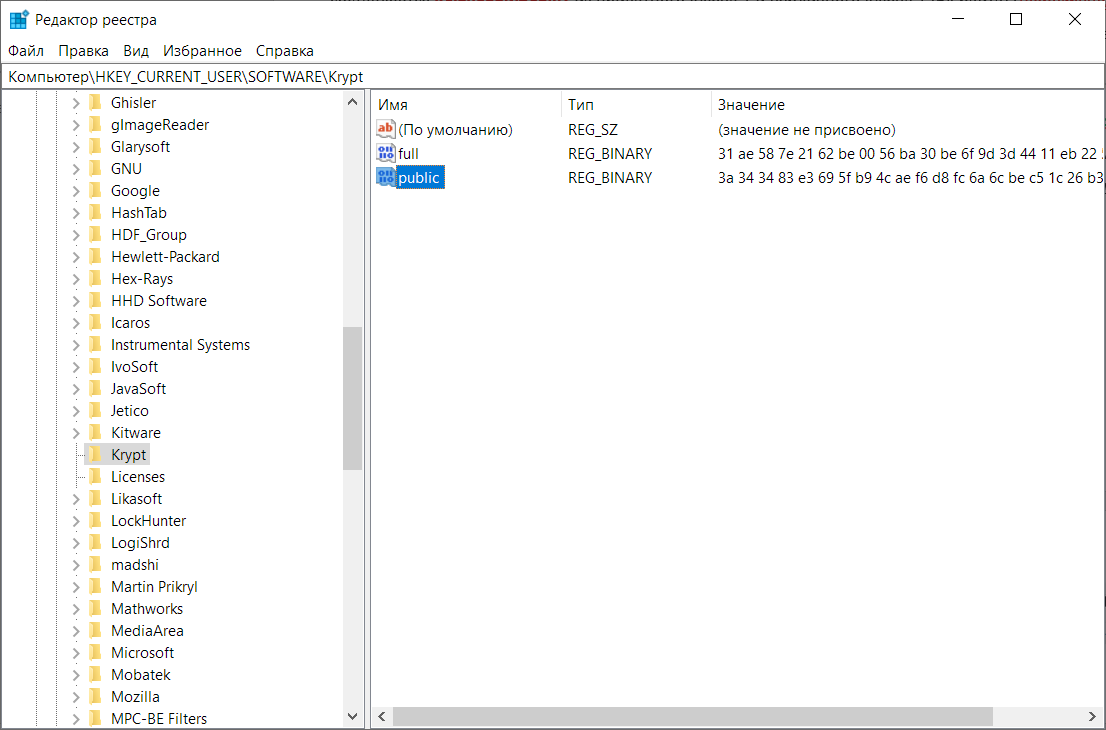 Редактор реестра
Файл Правка Вид Избранное Справка
Компьютер\HKEY_CURRENT_USER\SOFTWARE\Krypt
Ghisler
gImageReader
Glarysoft
GNU
Google
HashTab
HDF_Group
Hewlett-Packard
Hex-Rays
HHD Software
Icaros
Instrumental Systems
IvoSoft
JavaSoft
Jetico
Kitware
Krypt
Licenses
Likasoft
LockHunter
LogiShrd
madshi
Martin Prikryl
Mathworks
MediaArea
Microsoft
Mobatek
Mozilla
MPC-BE Filters
Имя Тип Значение
(По умолчанию) REG_SZ (значение не присвоено)
full REG_BINARY 31 ae 58 7e 21 62 be 00 56 ba 30 be 6f 9d 3d 44 11 eb 22
public REG_BINARY 3a 34 34 83 e3 69 5f b9 4c ae f6 d8 fc 6a 6c be c5 1c 26 b3